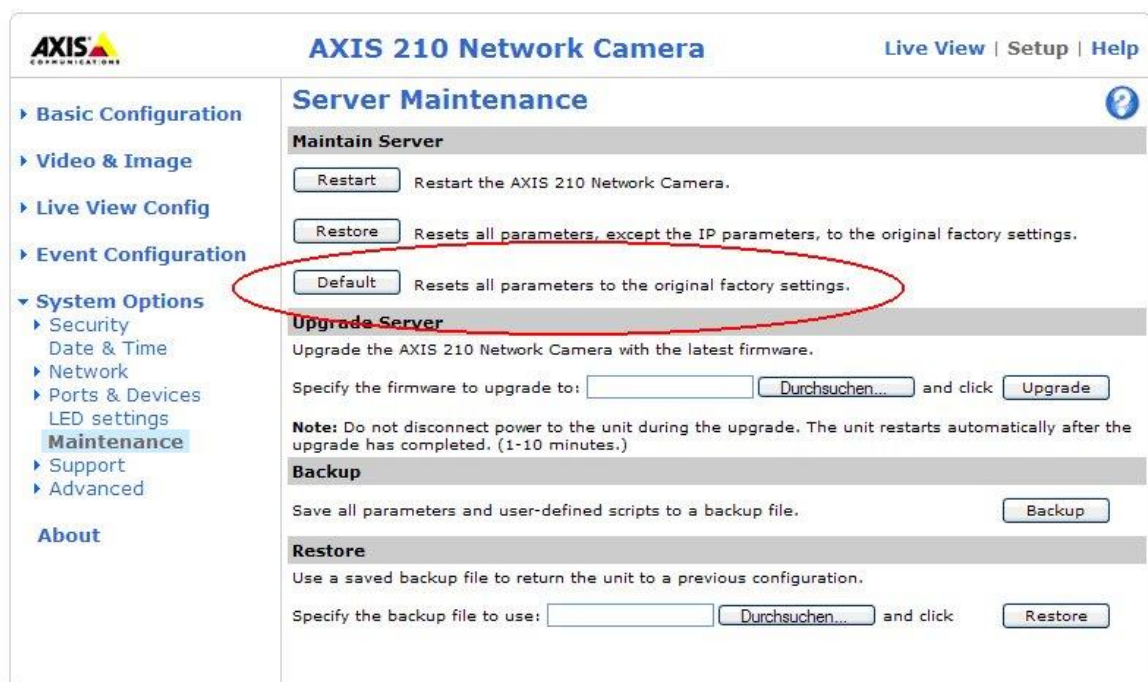 AXIS
COMMUNICATIONS
AXIS 210 Network Camera
Live View | Setup | Help
Basic Configuration
Video & Image
Live View Config
Event Configuration
System Options
Security
Date & Time
Network
Ports & Devices
LED settings
Maintenance
Support
Advanced
About
Server Maintenance
?
Maintain Server
Restart Restart the AXIS 210 Network Camera.
Restore Resets all parameters, except the IP parameters, to the original factory settings.
Default Resets all parameters to the original factory settings.
Upgrade Server
Upgrade the AXIS 210 Network Camera with the latest firmware.
Specify the firmware to upgrade to: Durchsuchen... and click Upgrade
Note: Do not disconnect power to the unit during the upgrade. The unit restarts automatically after the
upgrade has completed. (1-10 minutes.)
Backup
Save all parameters and user-defined scripts to a backup file. Backup
Restore
Use a saved backup file to return the unit to a previous configuration.
Specify the backup file to use: Durchsuchen... and click Restore